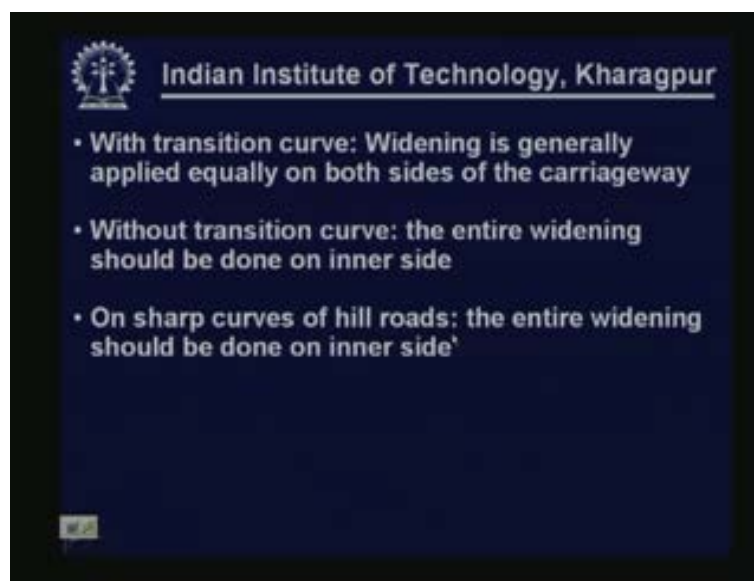 Indian Institute of Technology, Kharagpur
• With transition curve: Widening is generally
applied equally on both sides of the carriageway
• Without transition curve: the entire widening
should be done on inner side
• On sharp curves of hill roads: the entire widening
should be done on inner side